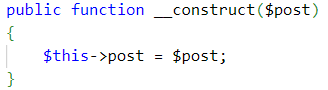 public function __construct($post)
{
    $this->post = $post;
}